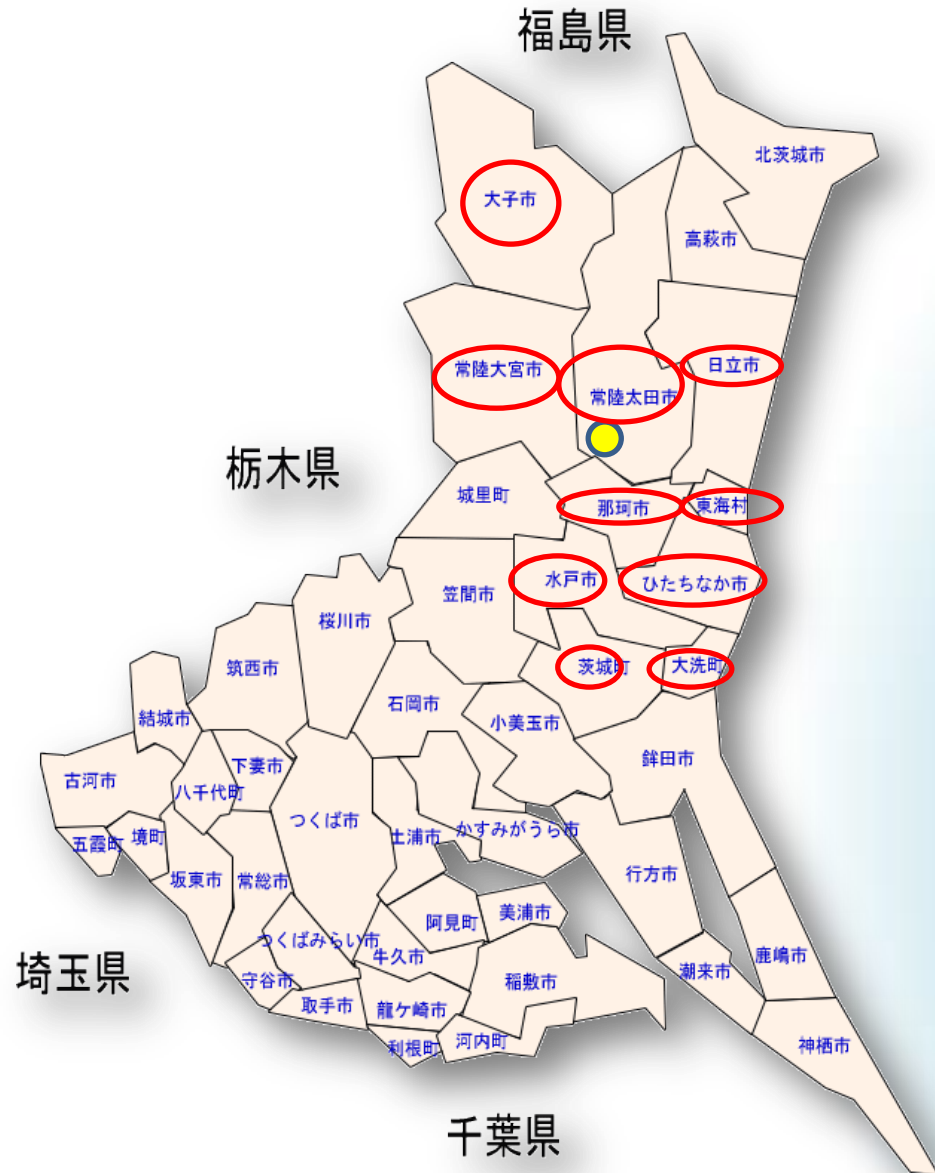 福島県
北茨城市
大子市
高萩市
常陸大宮市
日立市
常陸太田市
栃木県
城里町
那珂市
東海村
水戸市
ひたちなか市
笠間市
桜川市
茨城町
大洗町
筑西市
石岡市
結城市
小美玉市
鉾田市
下妻市
古河市
八千代町
つくば市
かすみがうら市
土浦市
境町
五霞町
行方市
坂東市
常総市
美浦市
阿見町
つくばみらい市
牛久市
鹿嶋市
埼玉県
潮来市
守谷市
稲敷市
取手市
龍ケ崎市
河内町
利根町
神栖市
千葉県